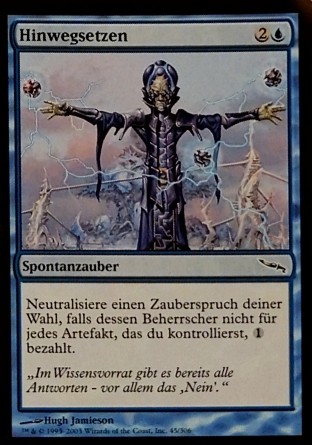 Hinwegsetzen 2
Spontanzauber
Neutralisiere einen Zauberspruch deiner
Wahl, falls dessen Beherrscher nicht für
jedes Artefakt, das du kontrollierst, 1
bezahlt.
„Im Wissensvorrat gibt es bereits alle
Antworten - vor allem das ‚Nein'.“
Hugh Jamieson
™ & © 1993-2003 Wizards of the Coast, Inc. 45/306